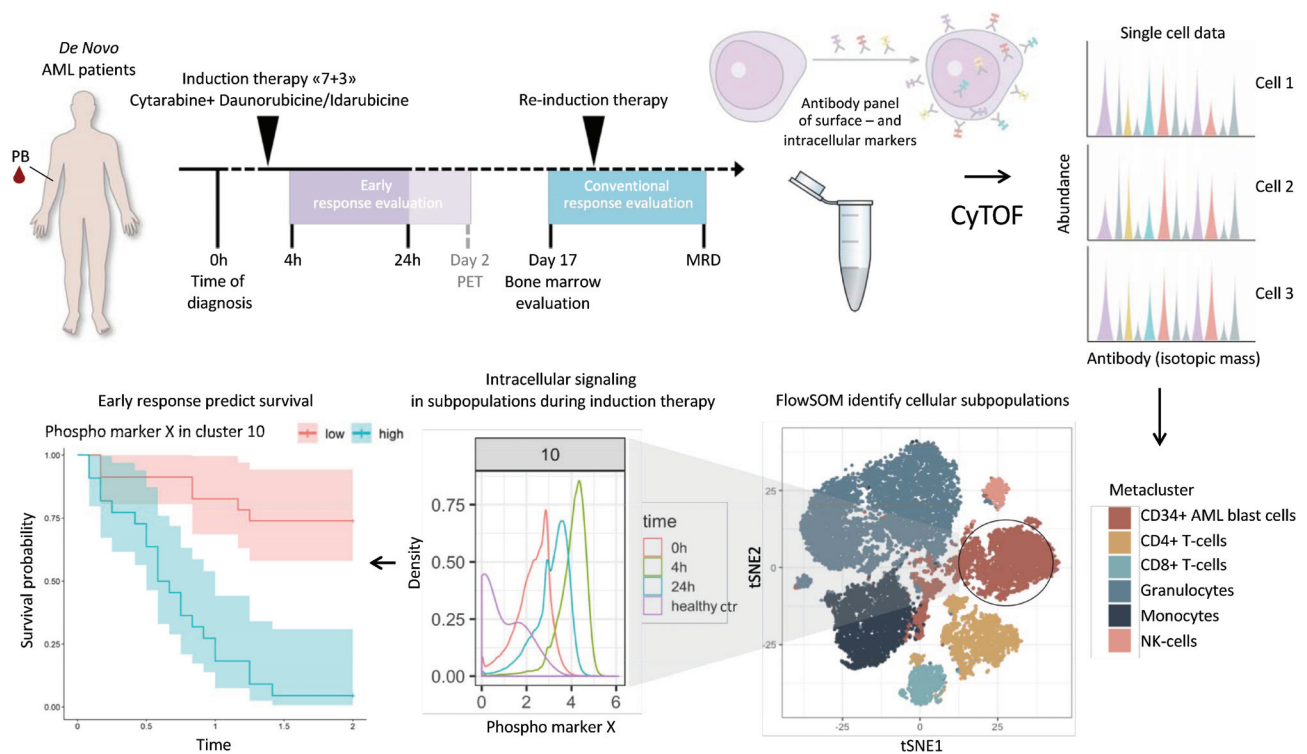 De Novo
AML patients
PB
Induction therapy «7+3»
Cytarabine+ Daunorubicine/Idarubicine
Re-induction therapy
Early
response evaluation
Conventional
response evaluation
0h
Time of
diagnosis
4h
24h
Day 2
PET
Day 17
Bone marrow
evaluation
MRD
Antibody panel
of surface – and
intracellular markers
CyTOF
Single cell data
Cell 1
Cell 2
Cell 3
Abundance
Antibody (isotopic mass)
Early response predict survival
Phospho marker X in cluster 10
low
high
Survival probability
1.00
0.75
0.50
0.25
0.00
0
0.5
1
1.5
2
Time
Intracellular signaling
in subpopulations during induction therapy
10
Density
0.75
0.50
0.25
0.00
0
2
4
6
Phospho marker X
time
0h
4h
24h
healthy ctr
FlowSOM identify cellular subpopulations
tSNE2
25
0
-25
-25
0
25
tSNE1
Metacluster
CD34+ AML blast cells
CD4+ T-cells
CD8+ T-cells
Granulocytes
Monocytes
NK-cells